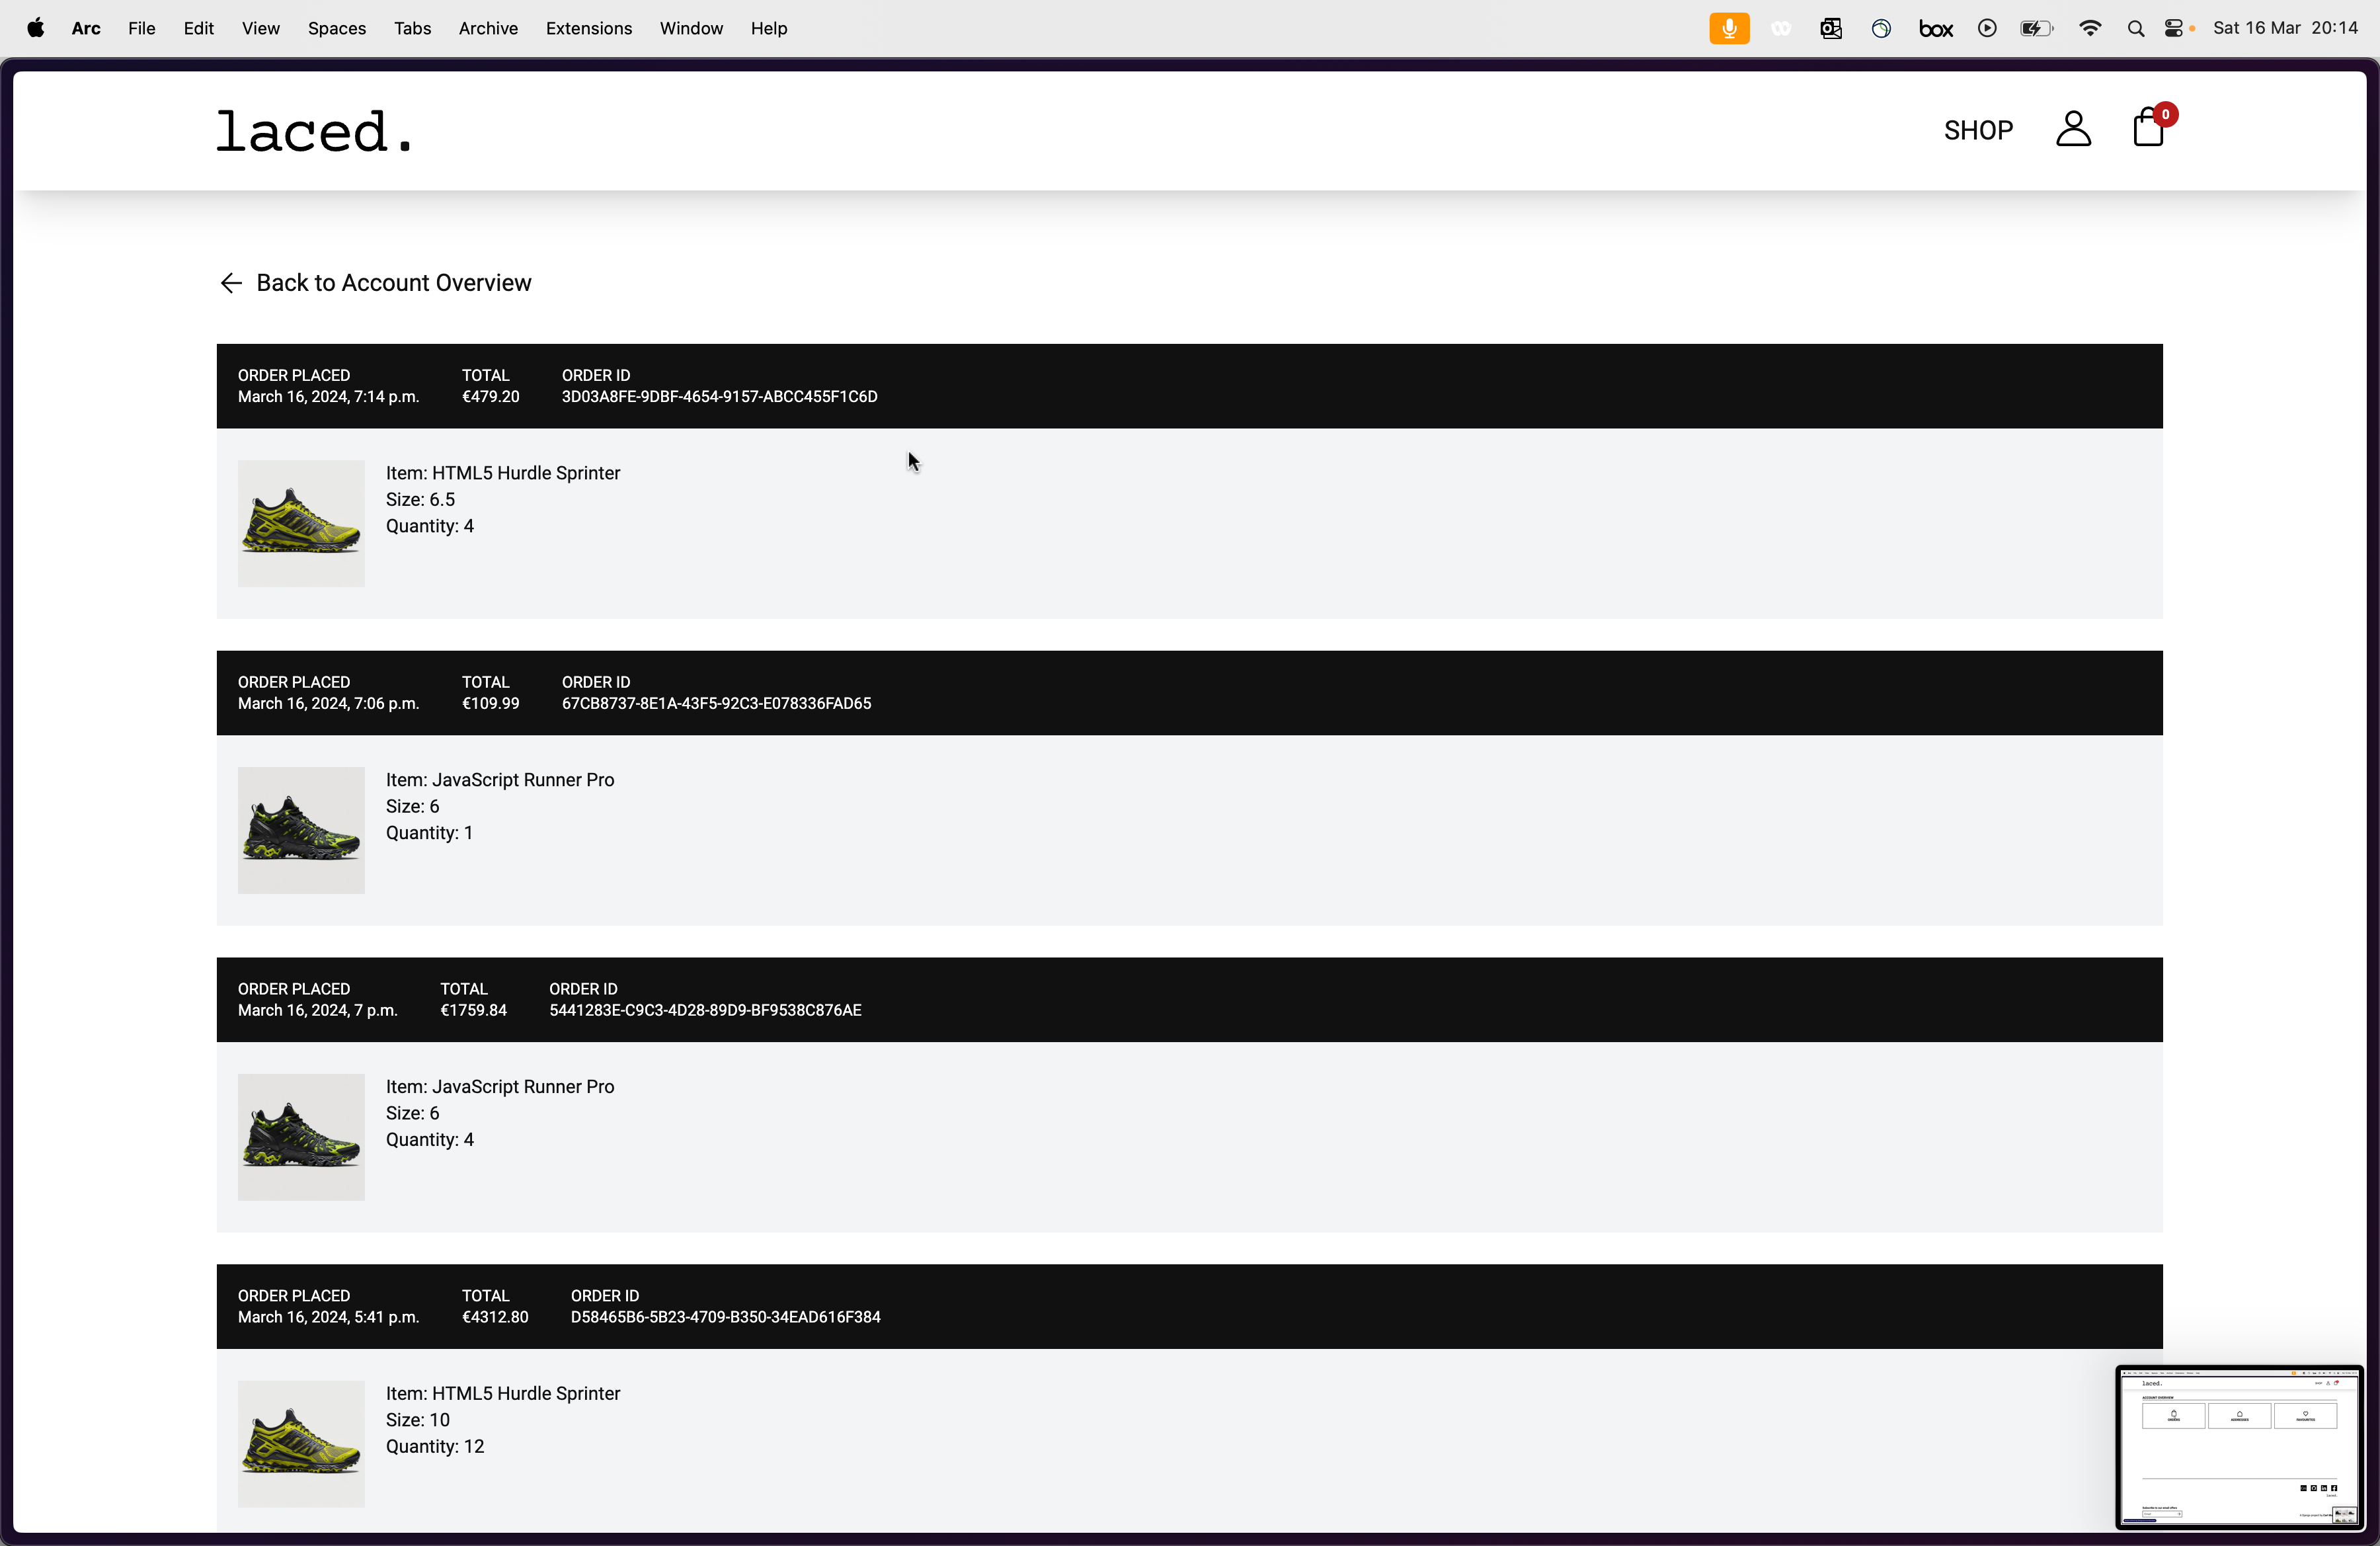 Arc File Edit View Spaces Tabs Archive Extensions Window Help box Sat 16 Mar 20:14
laced.
SHOP
0
Back to Account Overview
ORDER PLACED TOTAL ORDER ID
March 16, 2024, 7:14 p.m. €479.20 3D03A8FE-9DBF-4654-9157-ABCC455F1C6D
Item: HTML5 Hurdle Sprinter
Size: 6.5
Quantity: 4
ORDER PLACED TOTAL ORDER ID
March 16, 2024, 7:06 p.m. €109.99 67CB8737-8E1A-43F5-92C3-E078336FAD65
Item: JavaScript Runner Pro
Size: 6
Quantity: 1
ORDER PLACED TOTAL ORDER ID
March 16, 2024, 7 p.m. €1759.84 5441283E-C9C3-4D28-89D9-BF9538C876AE
Item: JavaScript Runner Pro
Size: 6
Quantity: 4
ORDER PLACED TOTAL ORDER ID
March 16, 2024, 5:41 p.m. €4312.80 D58465B6-5B23-4709-B350-34EAD616F384
Item: HTML5 Hurdle Sprinter
Size: 10
Quantity: 12
laced.